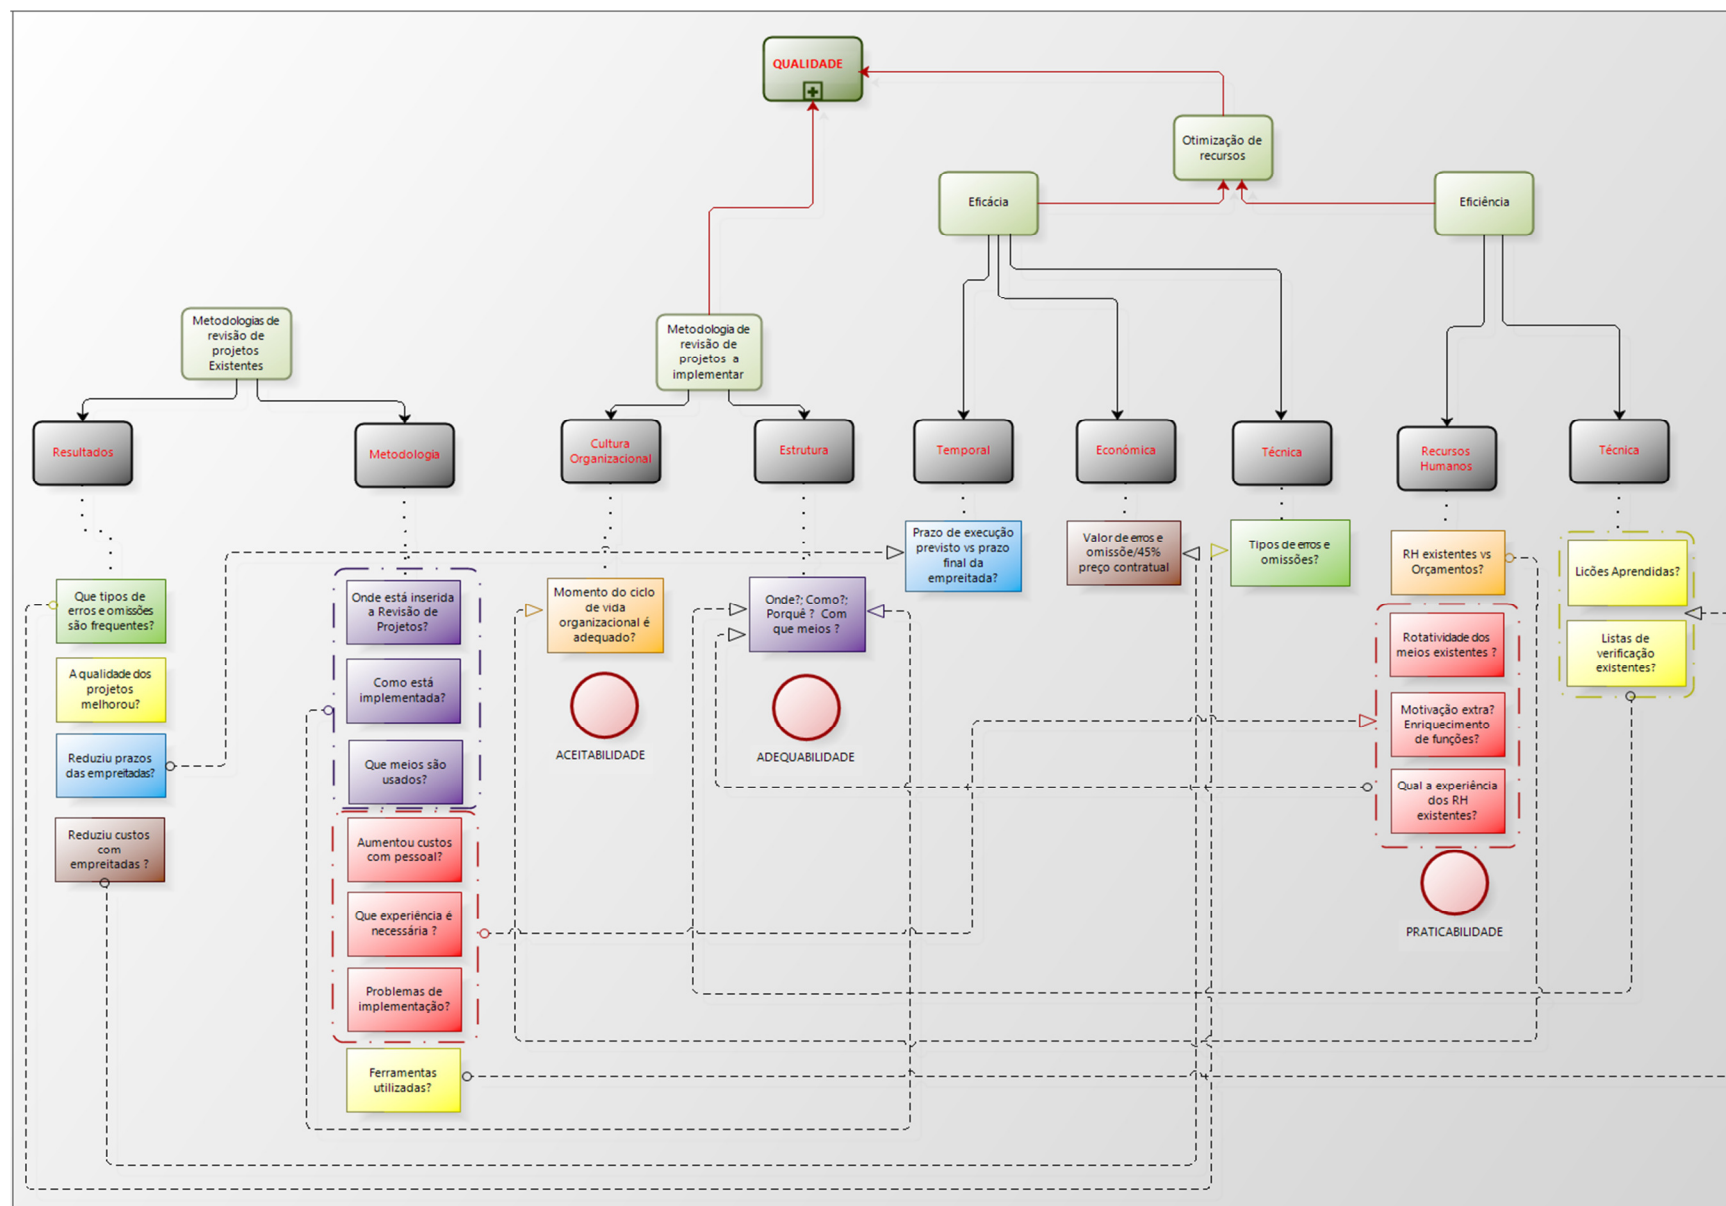 QUALIDADE
Otimização de
recursos
Eficácia
Eficiência
Metodologias de
revisão de
projetos
Existentes
Metodologia de
revisão de
projetos a
implementar
Resultados
Metodologia
Cultura
Organizacional
Estrutura
Temporal
Económica
Técnica
Recursos
Humanos
Técnica
Prazo de execução
previsto vs prazo
final da
empreitada?
Valor de erros e
omissõe/45%
preço contratual
Tipos de erros e
omissões?
RH existentes vs
Orçamentos?
Licões Aprendidas?
Que tipos de
erros e omissões
são frequentes?
Onde está inserida
a Revisão de
Projetos?
Momento do ciclo
de vida
organizacional é
adequado?
Onde?; Como?;
Porquê ? Com
que meios ?
Rotatividade dos
meios existentes ?
Listas de
verificação
existentes?
A qualidade dos
projetos
melhorou?
Como está
implementada?
Motivação extra?
Enriquecimento
de funções?
ACEITABILIDADE
ADEQUABILIDADE
Reduziu prazos
das empreitadas?
Que meios são
usados?
Qual a experiência
dos RH
existentes?
Reduziu custos
com
empreitadas ?
Aumentou custos
com pessoal?
Que experiência é
necessária ?
PRATICABILIDADE
Problemas de
implementação?
Ferramentas
utilizadas?